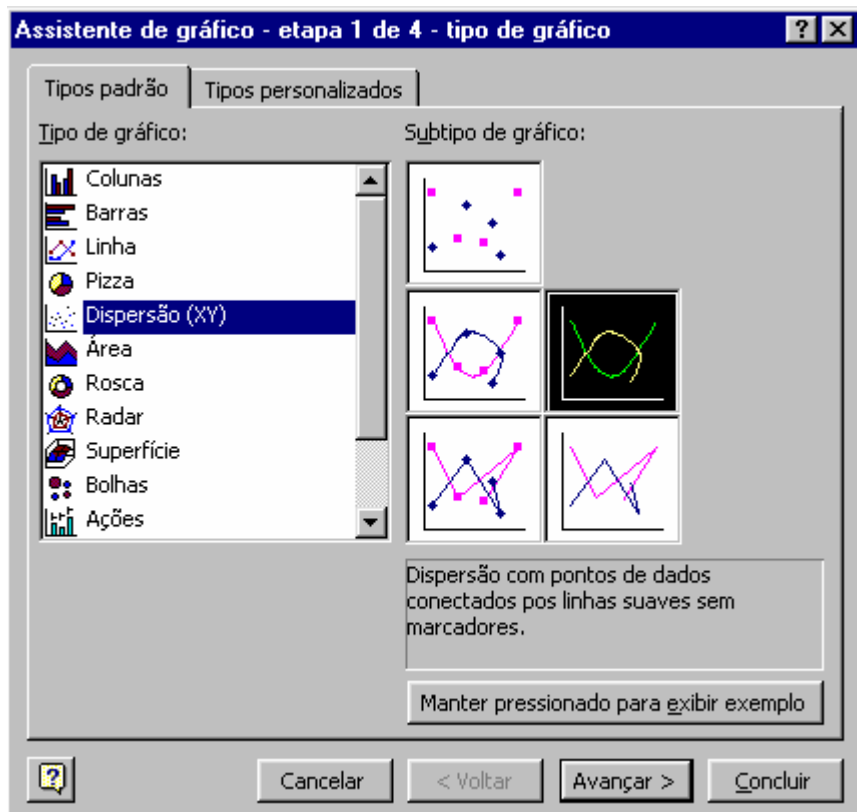 Assistente de gráfico - etapa 1 de 4 - tipo de gráfico
Tipos padrão
Tipos personalizados
Tipo de gráfico:
Colunas
Barras
Linha
Pizza
Dispersão (XY)
Área
Rosca
Radar
Superfície
Bolhas
Ações
Subtipo de gráfico:
Dispersão com pontos de dados
conectados pos linhas suaves sem
marcadores.
Manter pressionado para exibir exemplo
Cancelar
< Voltar
Avançar >
Concluir